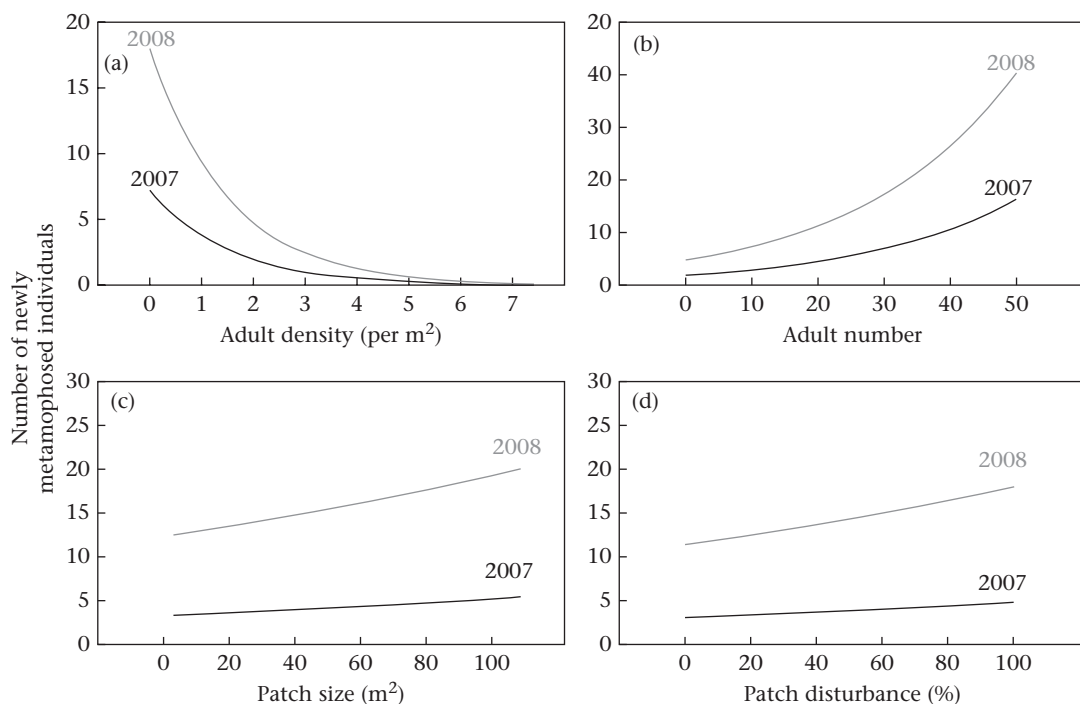 Number of newly
metamophosed individuals
(a)
20
15
10
5
0
2008
2007
0 1 2 3 4 5 6 7
Adult density (per m²)
(b)
20
40
30
20
10
0
2008
2007
0 10 20 30 40 50
Adult number
(c)
30
25
20
15
10
5
0
2008
2007
0 20 40 60 80 100
Patch size (m²)
(d)
30
25
20
15
10
5
0
2008
2007
0 20 40 60 80 100
Patch disturbance (%)